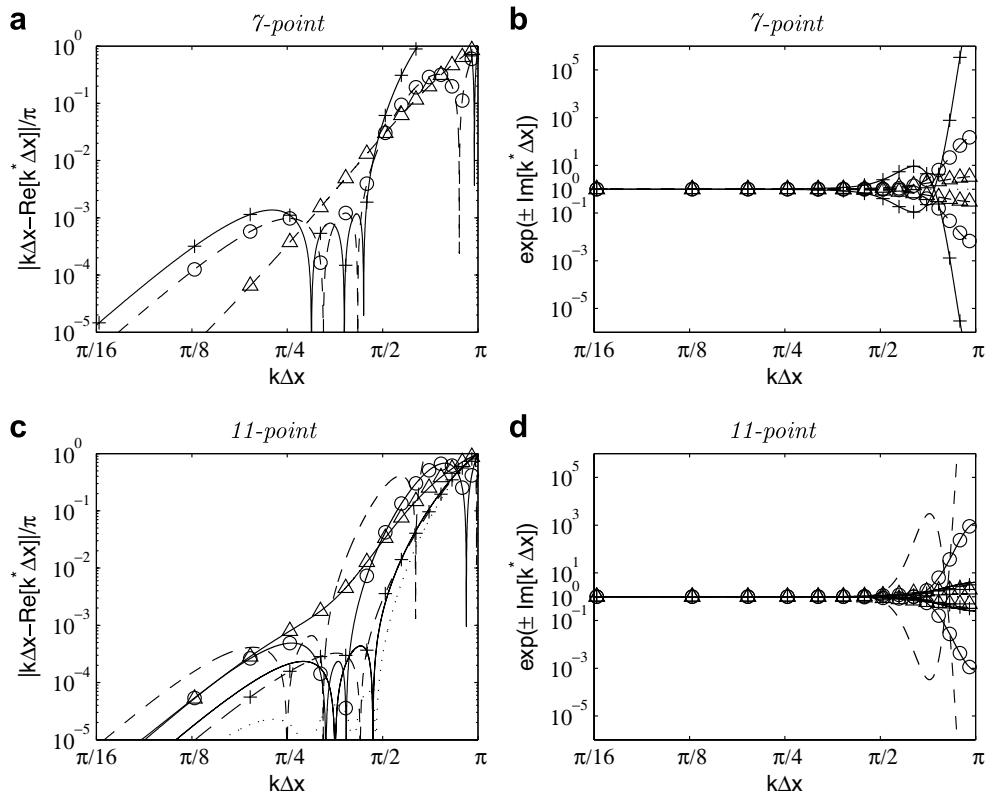 a
7-point
|kΔx−Re[k* Δx]|/π
10^0
10^-1
10^-2
10^-3
10^-4
10^-5
π/16
π/8
π/4
π/2
π
kΔx
b
7-point
exp(± Im[k* Δx])
10^5
10^3
10^1
10^0
10^-1
10^-3
10^-5
π/16
π/8
π/4
π/2
π
kΔx
c
11-point
|kΔx−Re[k* Δx]|/π
10^0
10^-1
10^-2
10^-3
10^-4
10^-5
π/16
π/8
π/4
π/2
π
kΔx
d
11-point
exp(± Im[k* Δx])
10^5
10^3
10^1
10^0
10^-1
10^-3
10^-5
π/16
π/8
π/4
π/2
π
kΔx